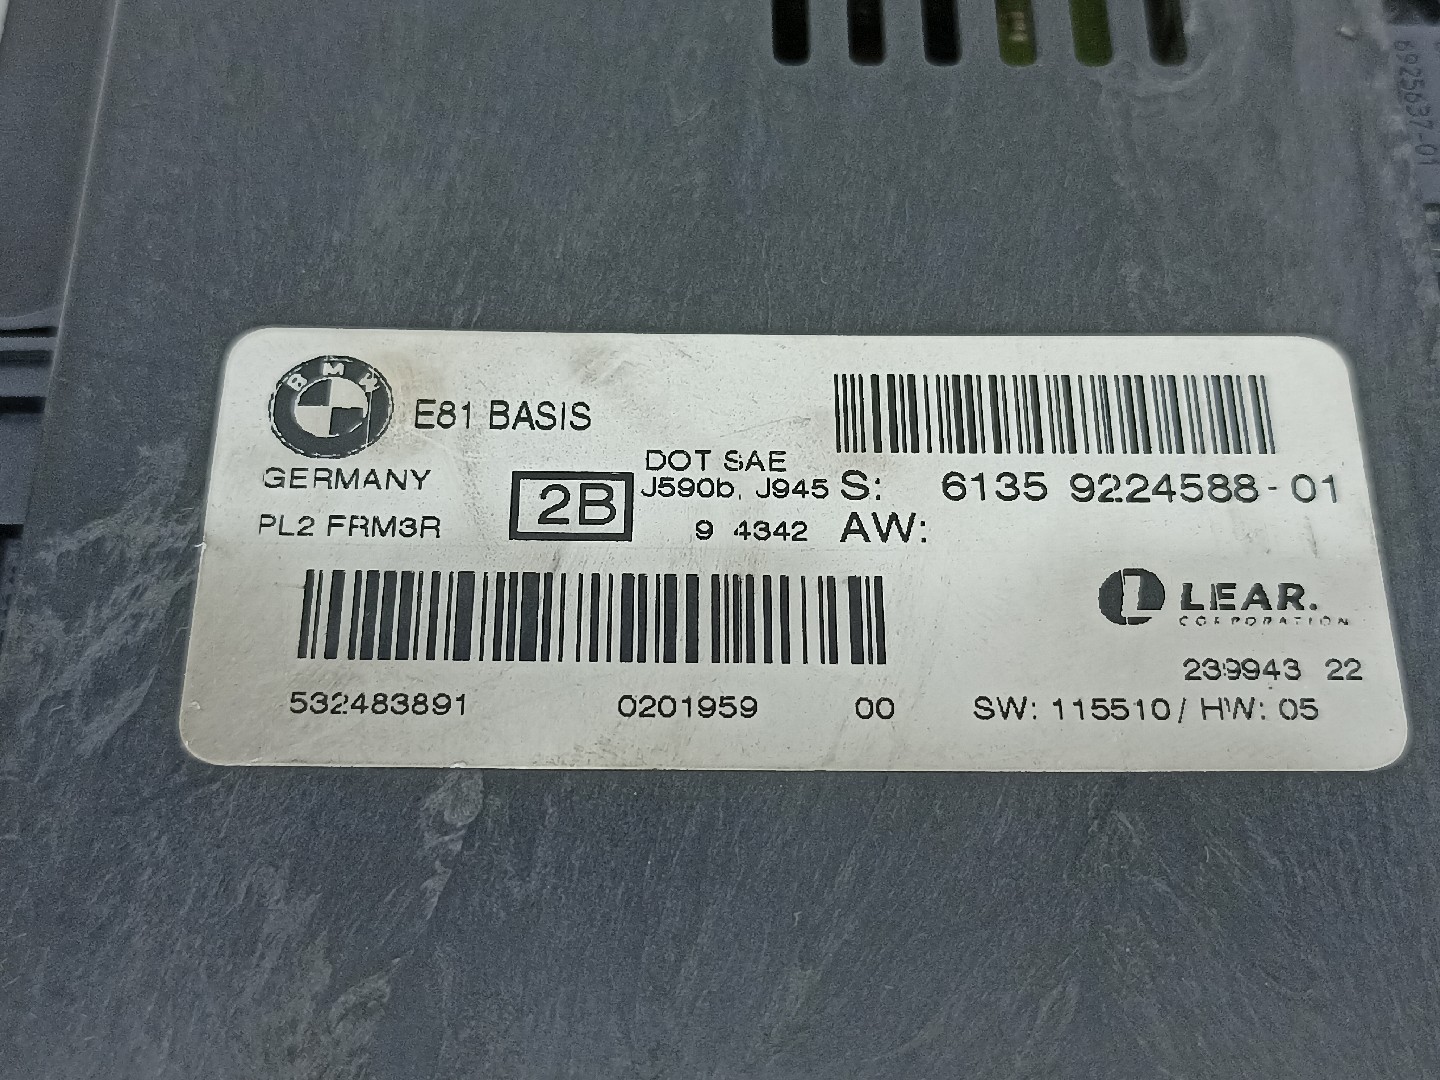 6925637-01
BMW
E81 BASIS
GERMANY
PL2 FRM3R
2B
DOT SAE
J590b, J945
9 4342
S: 6135 9224588-01
AW:
LEAR.
CORPORATION
239943 22
532483891 0201959 00
SW: 115510/ HW: 05